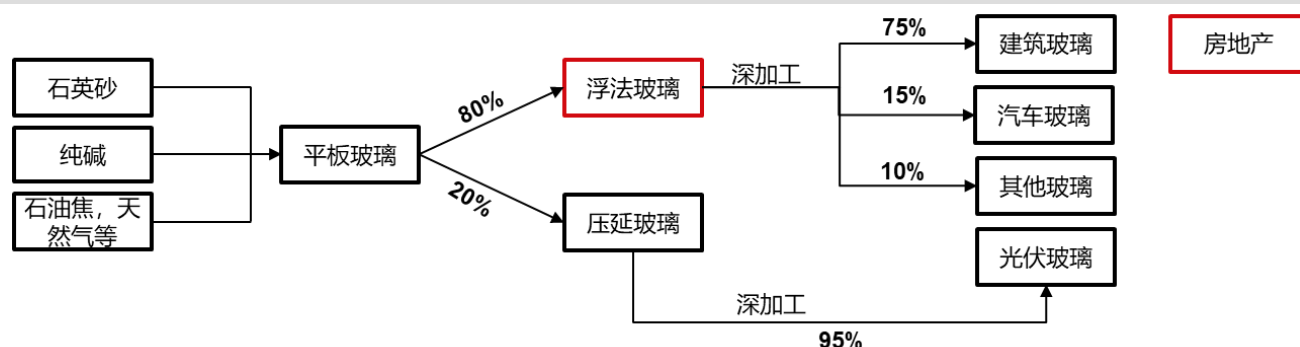 石英砂
纯碱
石油焦，天
然气等
平板玻璃
80%
20%
浮法玻璃
压延玻璃
深加工
75%
15%
10%
建筑玻璃
汽车玻璃
其他玻璃
光伏玻璃
深加工
95%
房地产